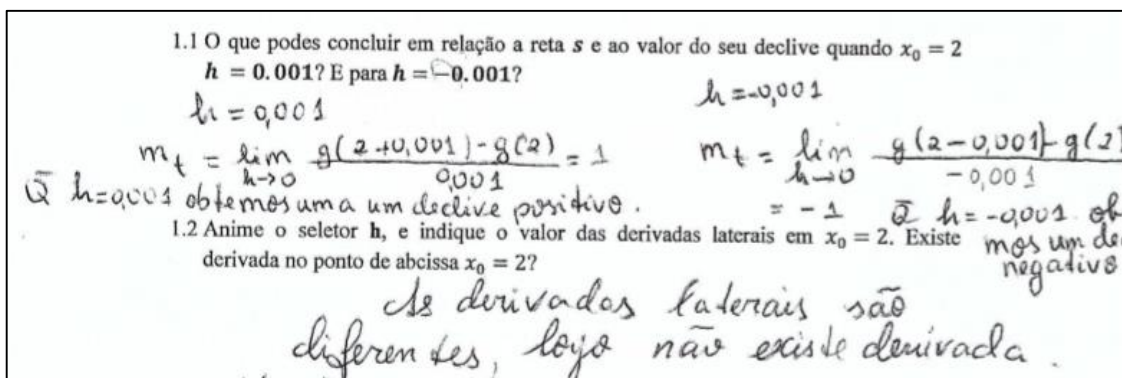 1.1 O que podes concluir em relação a reta s e ao valor do seu declive quando x₀ = 2
h = 0.001? E para h = −0.001?
h = 0,001
m_t = lim h→0 g(2+0,001) - g(2) / 0,001 = 1
Q̄ h=0,001 obtemos uma um declive positivo.
h = -0,001
m_t = lim h→0 g(2-0,001) - g(2) / -0,001
= -1 Q̄ h = -0,001 ob
mos um de
negativo
1.2 Anime o seletor h, e indique o valor das derivadas laterais em x₀ = 2. Existe
derivada no ponto de abcissa x₀ = 2?
As derivadas laterais são
diferentes, logo não existe derivada.